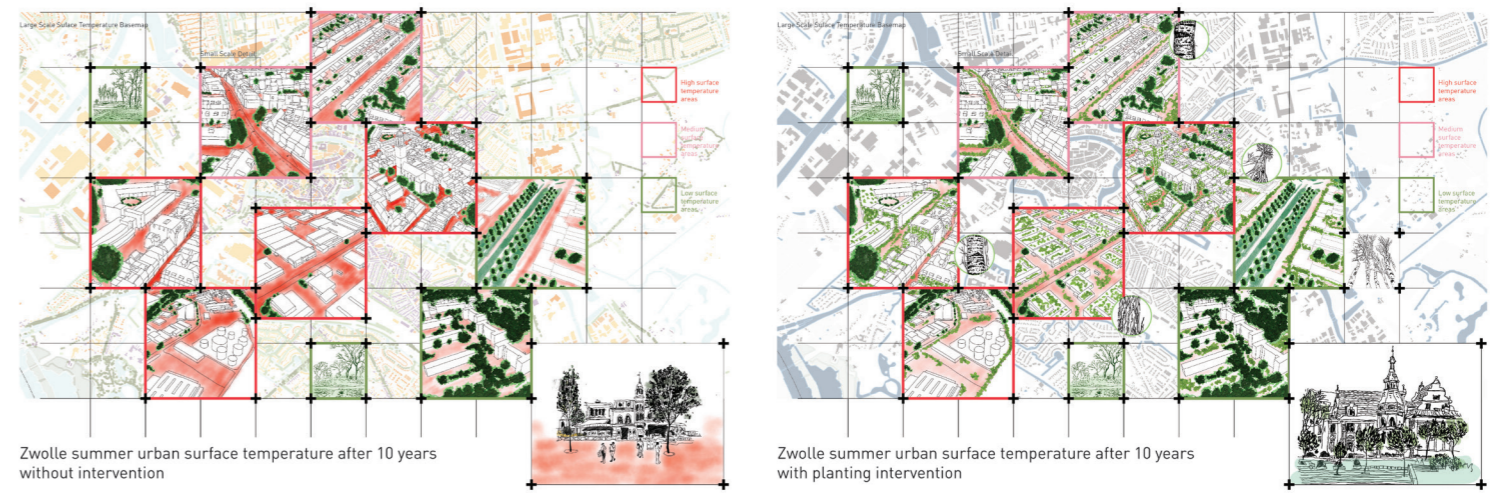 Large Scale Suface Temperature Basemap
Small Scale Detail
High surface
temperature
areas
Medium
surface
temperature
areas
Low surface
temperature
areas
Zwolle summer urban surface temperature after 10 years
without intervention
Large Scale Suface Temperature Basemap
Small Scale Detail
High surface
temperature
areas
Medium
surface
temperature
areas
Low surface
temperature
areas
Zwolle summer urban surface temperature after 10 years
with planting intervention